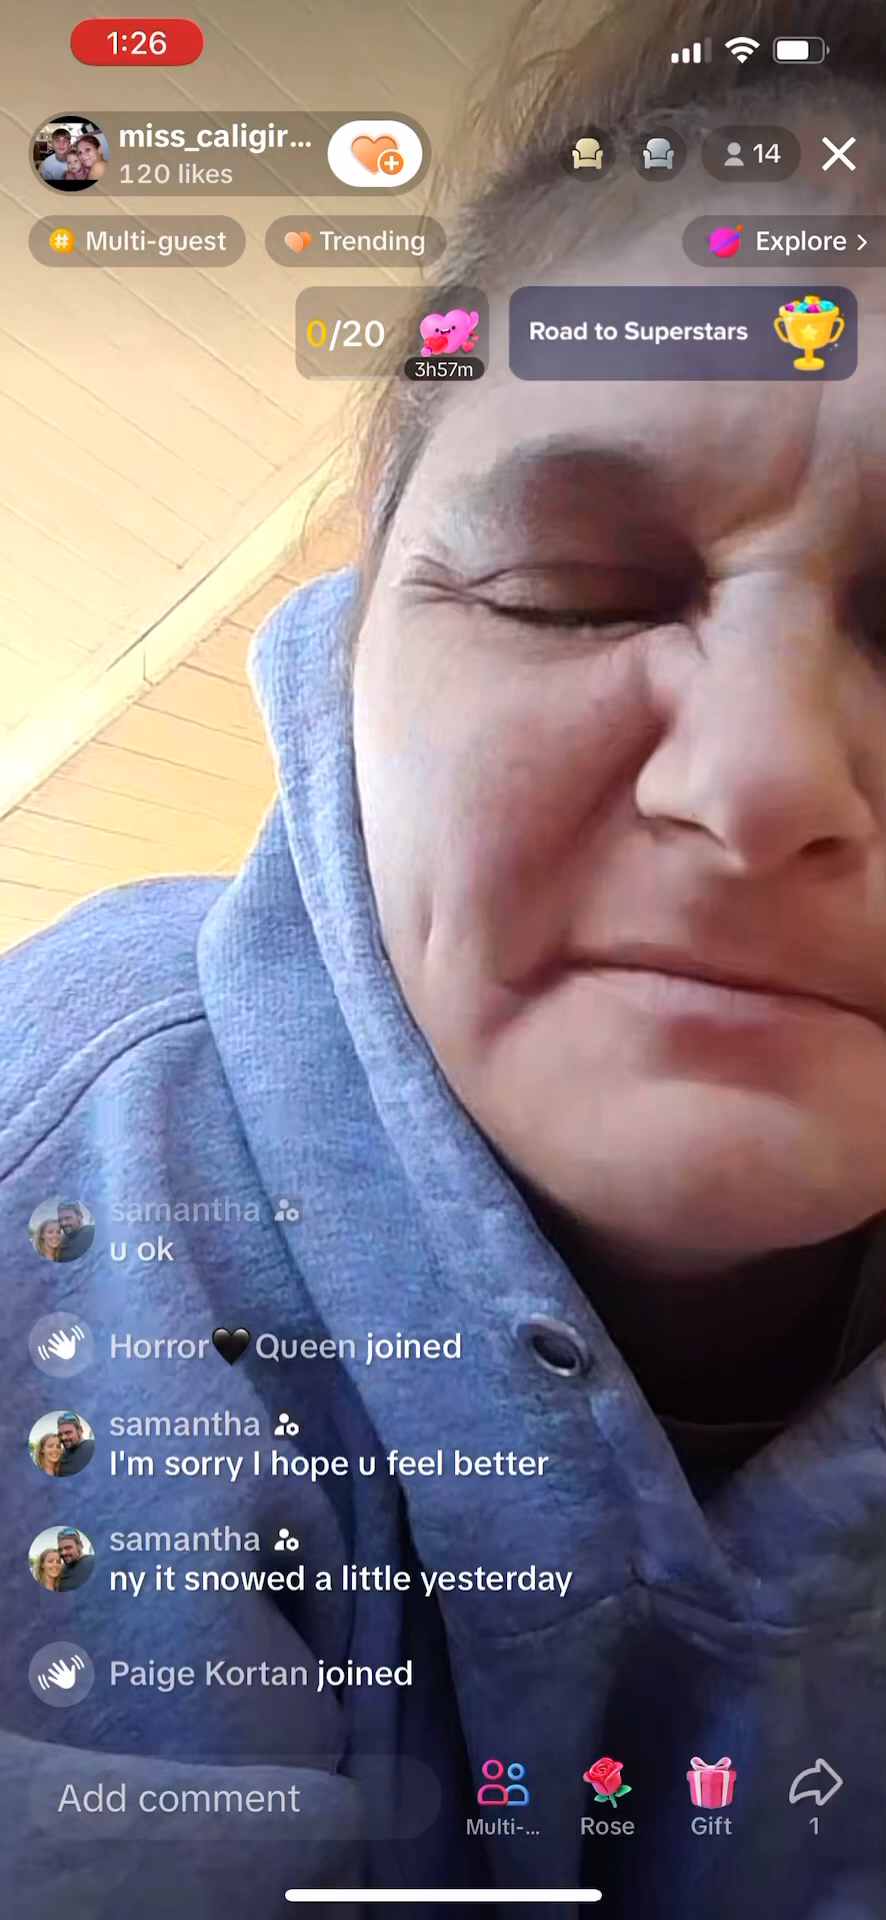 1:26
miss_caligir...
120 likes
14
Multi-guest
Trending
Explore >
0/20
3h57m
Road to Superstars
samantha
u ok
Horror🖤Queen joined
samantha
I'm sorry I hope u feel better
samantha
ny it snowed a little yesterday
Paige Kortan joined
Add comment
Multi-...
Rose
Gift
1